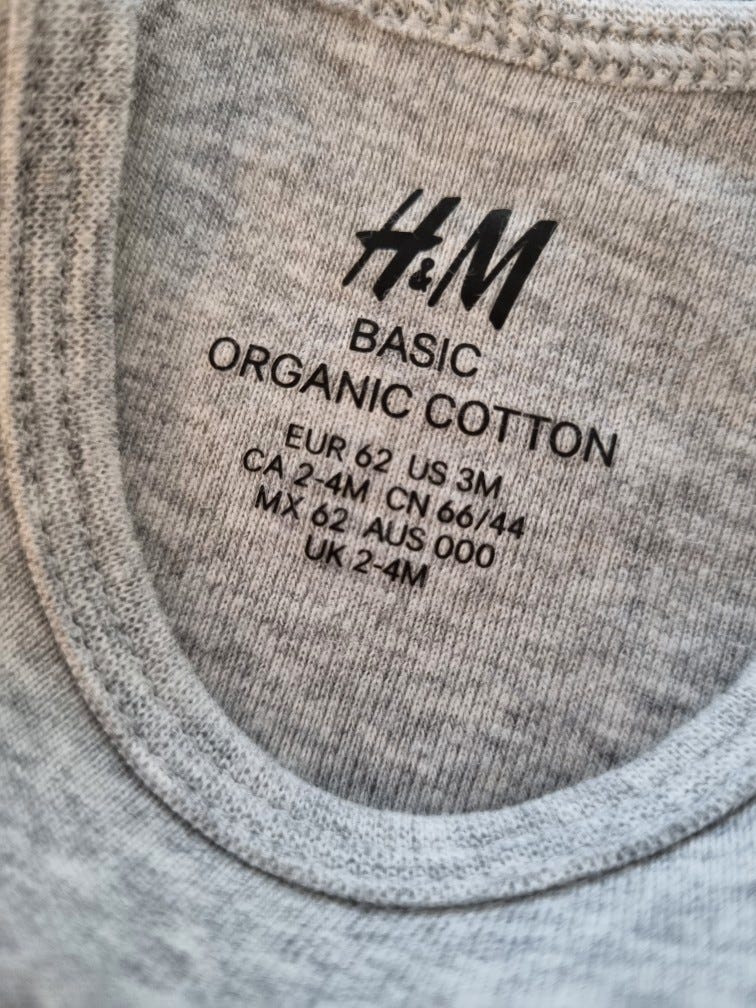 H&M
BASIC
ORGANIC COTTON
EUR 62 US 3M
CA 2-4M CN 66/44
MX 62 AUS 000
UK 2-4M